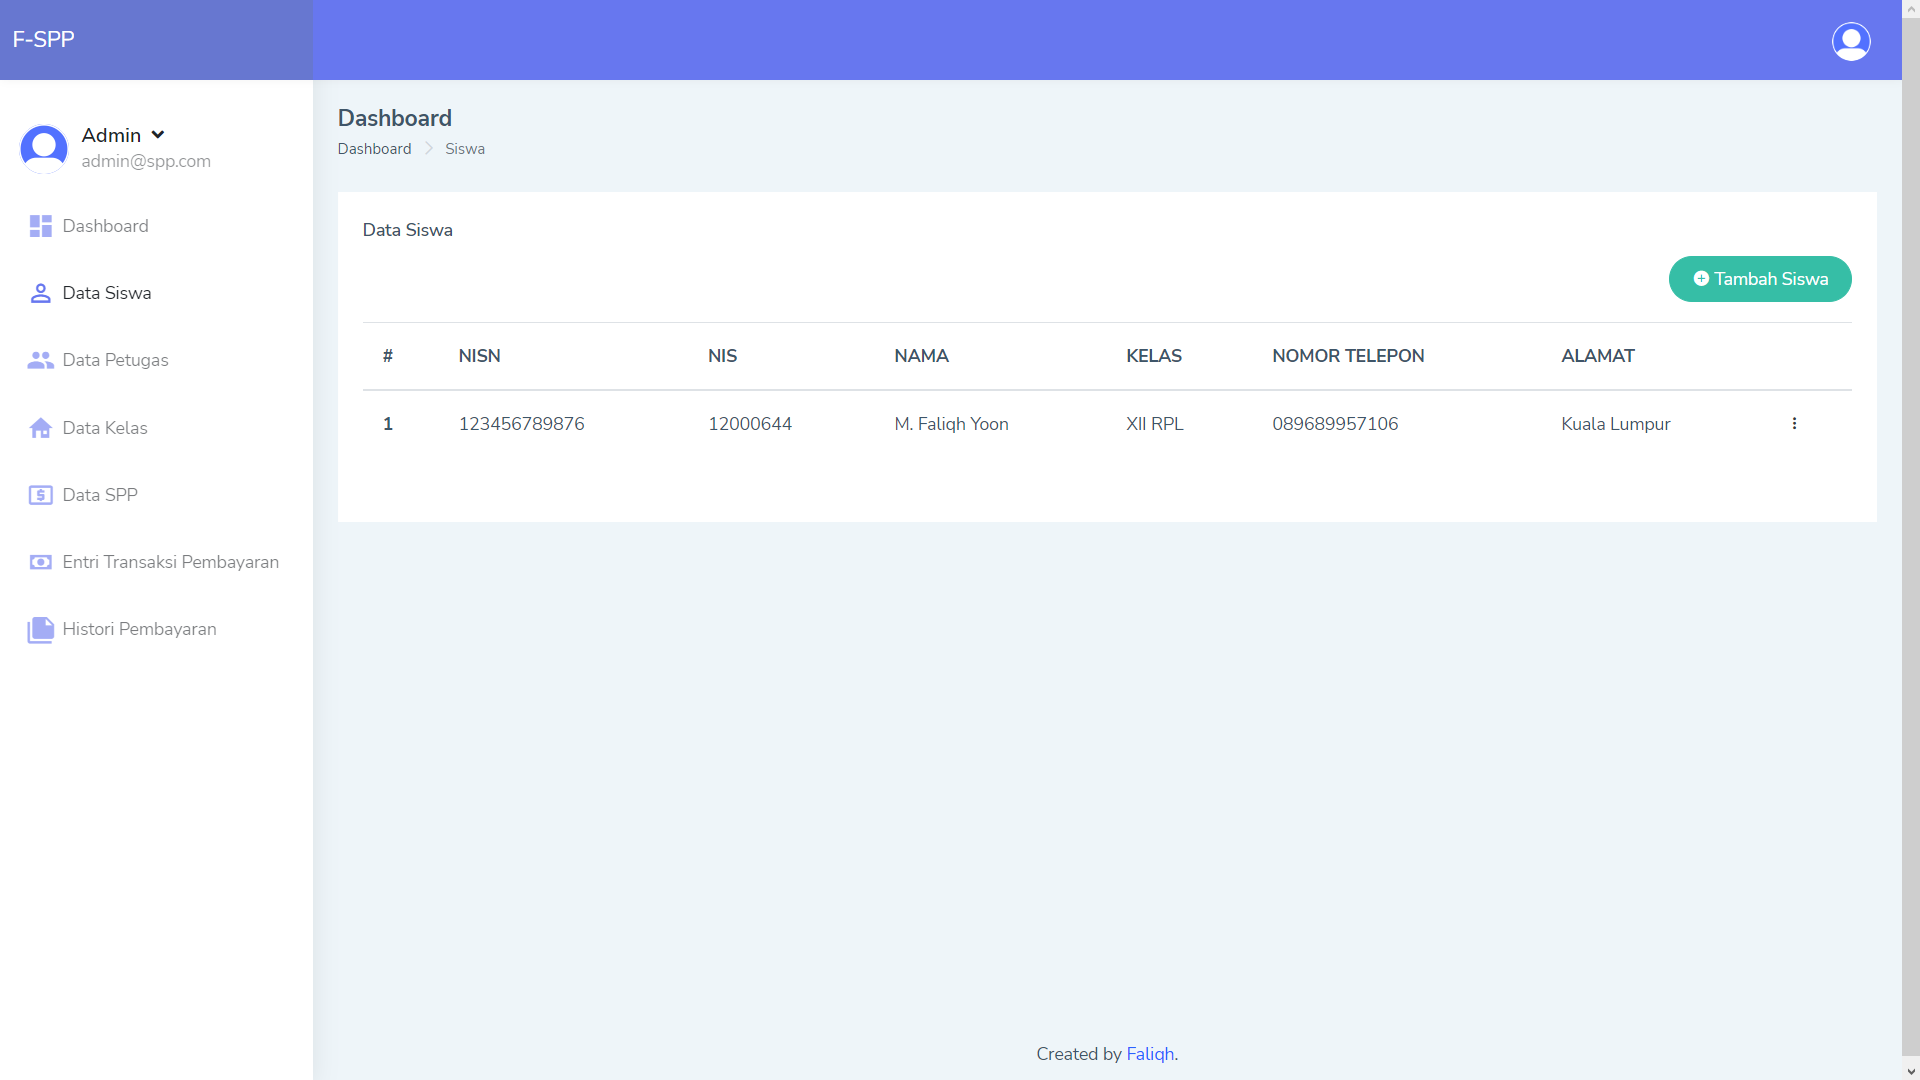 F-SPP
Admin
admin@spp.com
Dashboard
Data Siswa
Data Petugas
Data Kelas
Data SPP
Entri Transaksi Pembayaran
Histori Pembayaran
Dashboard
Dashboard Siswa
Data Siswa
Tambah Siswa
# NISN NIS NAMA KELAS NOMOR TELEPON ALAMAT
1 123456789876 12000644 M. Faliqh Yoon XII RPL 089689957106 Kuala Lumpur
Created by Faliqh.